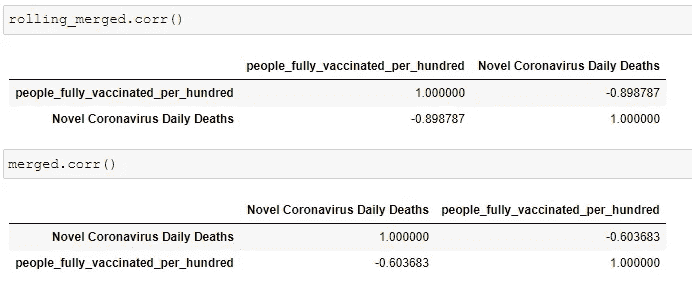 rolling_merged.corr()
people_fully_vaccinated_per_hundred Novel Coronavirus Daily Deaths
people_fully_vaccinated_per_hundred 1.000000 -0.898787
Novel Coronavirus Daily Deaths -0.898787 1.000000
merged.corr()
Novel Coronavirus Daily Deaths people_fully_vaccinated_per_hundred
Novel Coronavirus Daily Deaths 1.000000 -0.603683
people_fully_vaccinated_per_hundred -0.603683 1.000000